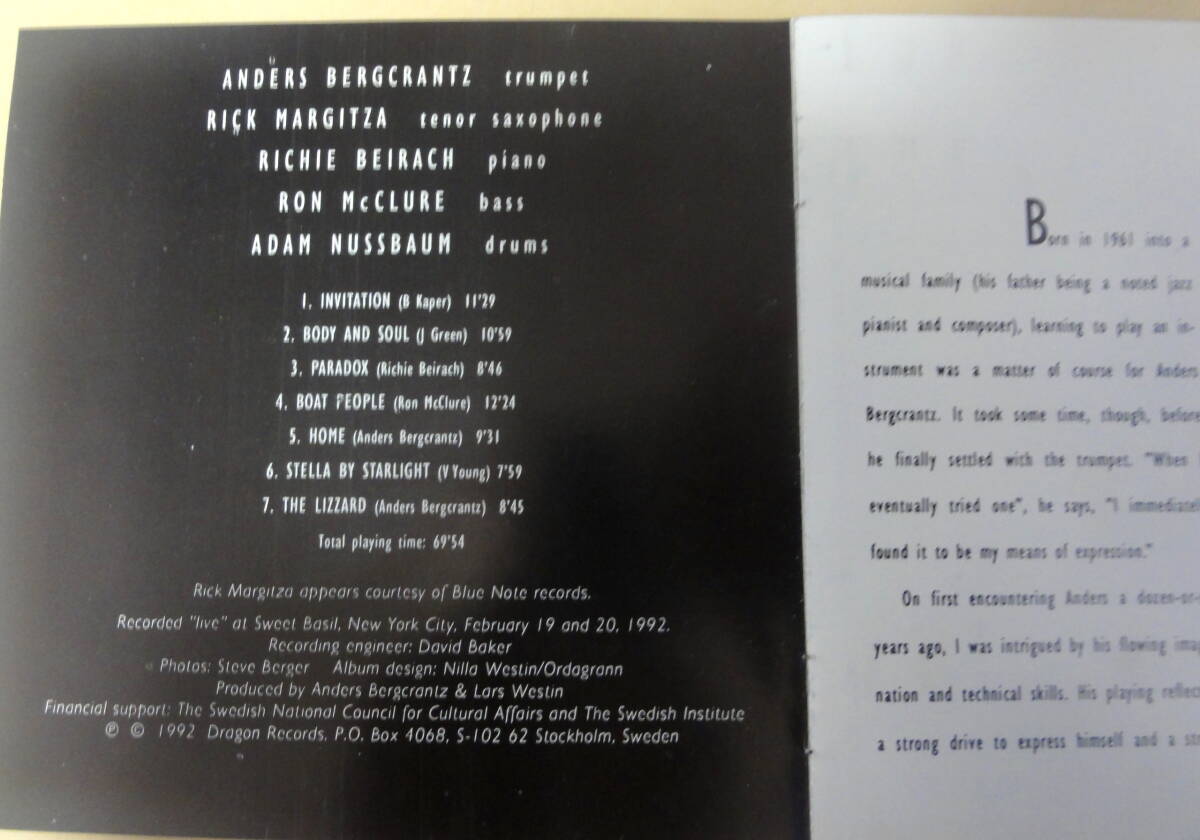 ANDERS BERGCRANTZ trumpet
RICK MARGITZA tenor saxophone
RICHIE BEIRACH piano
RON McCLURE bass
ADAM NUSSBAUM drums
1. INVITATION (B Kaper) 11'29
2. BODY AND SOUL (J Green) 10'59
3. PARADOX (Richie Beirach) 8'46
4. BOAT PEOPLE (Ron McClure) 12'24
5. HOME (Anders Bergcrantz) 9'31
6. STELLA BY STARLIGHT (V Young) 7'59
7. THE LIZZARD (Anders Bergcrantz) 8'45
Total playing time: 69'54
Rick Margitza appears courtesy of Blue Note records.
Recorded "live" at Sweet Basil, New York City, February 19 and 20, 1992.
Recording engineer: David Baker
Photos: Steve Berger Album design: Nilla Westin/Ordagrann
Produced by Anders Bergcrantz & Lars Westin
Financial support: The Swedish National Council for Cultural Affairs and The Swedish Institute
℗ © 1992 Dragon Records, P.O. Box 4068, S-102 62 Stockholm, Sweden
Born in 1961 into a
musical family (his father being a noted jazz
pianist and composer), learning to play an in-
strument was a matter of course for Anders
Bergcrantz. It took some time, though, before
he finally settled with the trumpet. "When
eventually tried one", he says, "I immediatel
found it to be my means of expression."
On first encountering Anders a dozen-or-
years ago, I was intrigued by his flowing imag
nation and technical skills. His playing reflec
a strong drive to express himself and a st